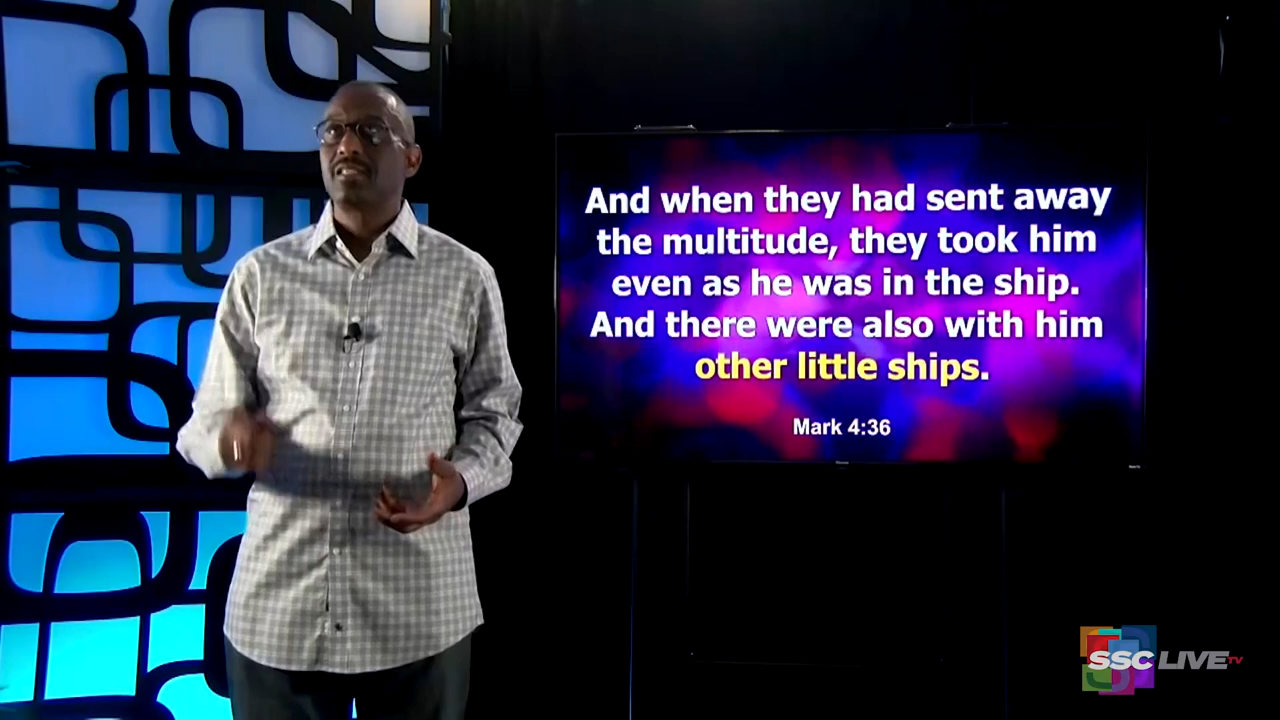 And when they had sent away
the multitude, they took him
even as he was in the ship.
And there were also with him
other little ships.
Mark 4:36
SSC LIVE TV